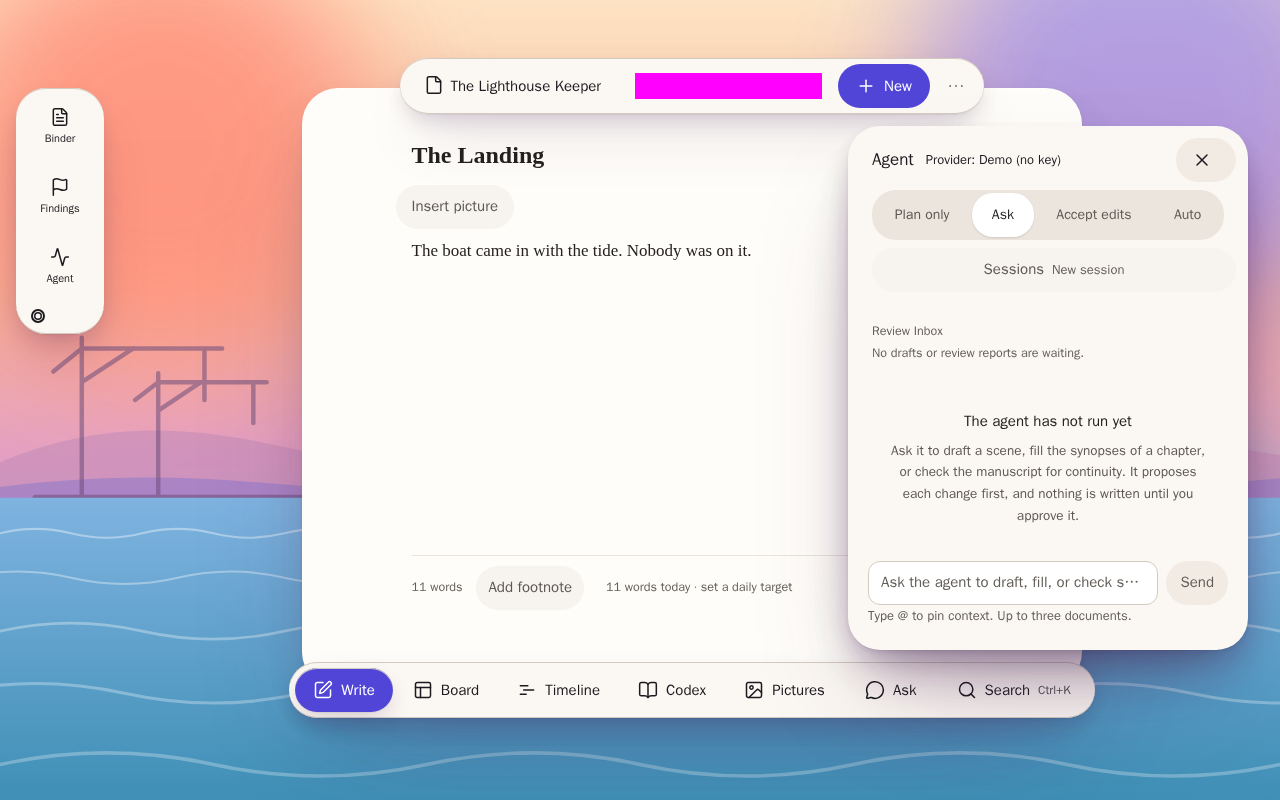 The Lighthouse Keeper
New
···
Binder
Findings
Agent
The Landing
Insert picture
The boat came in with the tide. Nobody was on it.
11 words
Add footnote
11 words today · set a daily target
Agent
Provider: Demo (no key)
Plan only
Ask
Accept edits
Auto
Sessions New session
Review Inbox
No drafts or review reports are waiting.
The agent has not run yet
Ask it to draft a scene, fill the synopses of a chapter,
or check the manuscript for continuity. It proposes
each change first, and nothing is written until you
approve it.
Ask the agent to draft, fill, or check s···
Send
Type @ to pin context. Up to three documents.
Write
Board
Timeline
Codex
Pictures
Ask
Search Ctrl+K